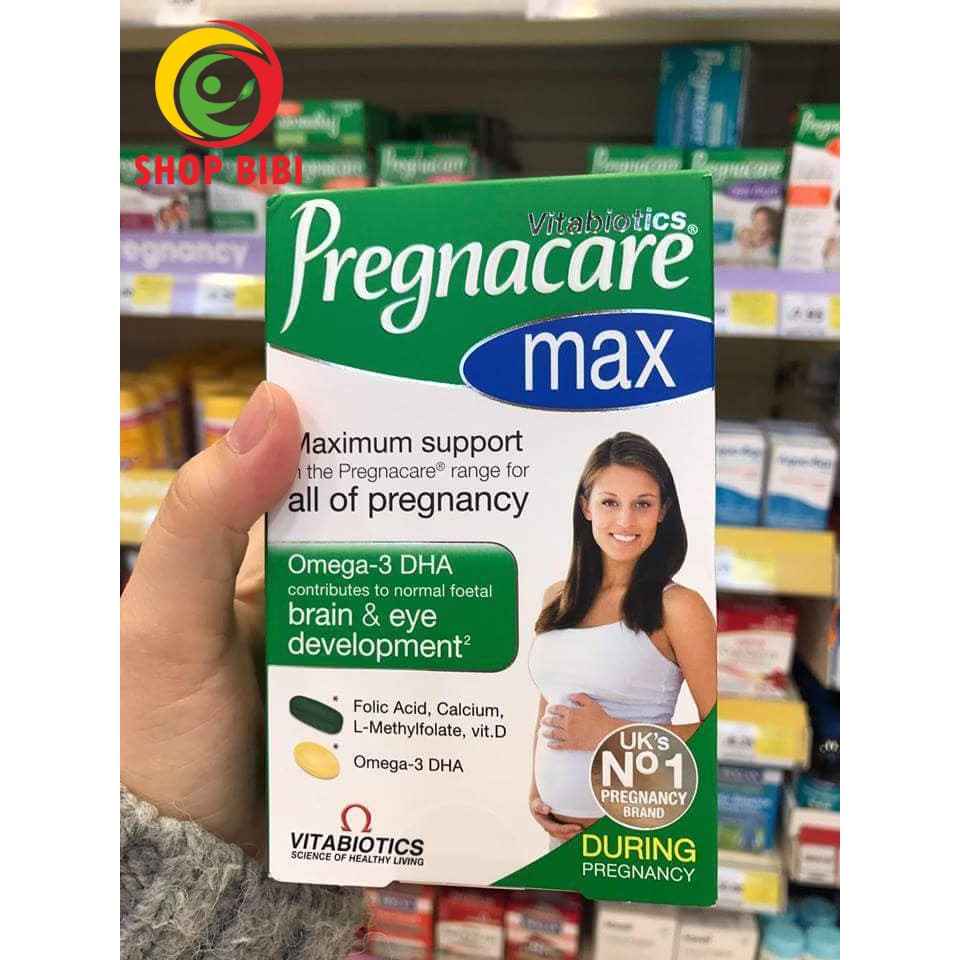 SHOP BIBI
Pregnacare
egnancy
Vitabiotics®
Pregnacare
max
Maximum support
in the Pregnacare® range for
all of pregnancy
Omega-3 DHA
contributes to normal foetal
brain & eye
development²
* Folic Acid, Calcium,
L-Methylfolate, vit.D
* Omega-3 DHA
UK's
Nº1
PREGNANCY
BRAND
VITABIOTICS
SCIENCE OF HEALTHY LIVING
DURING
PREGNANCY